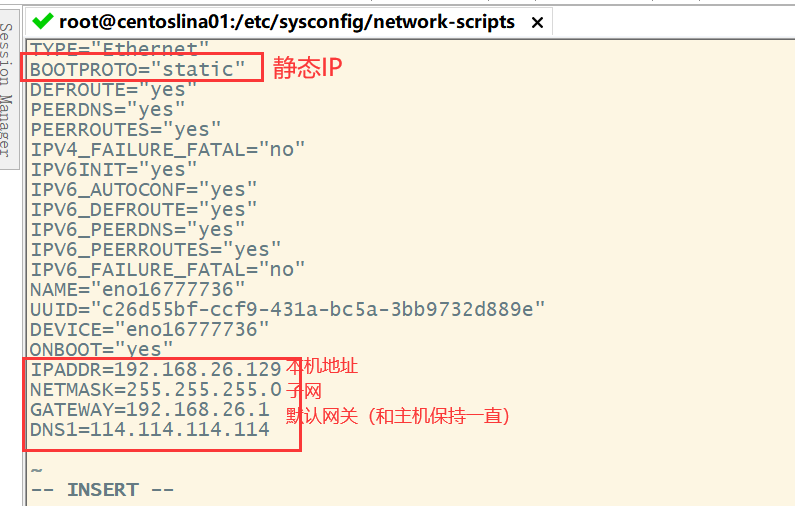 root@centoslina01:/etc/sysconfig/network-scripts ×
Session Manager
TYPE="Ethernet"
BOOTPROTO="static" 静态IP
DEFROUTE="yes"
PEERDNS="yes"
PEERROUTES="yes"
IPV4_FAILURE_FATAL="no"
IPV6INIT="yes"
IPV6_AUTOCONF="yes"
IPV6_DEFROUTE="yes"
IPV6_PEERDNS="yes"
IPV6_PEERROUTES="yes"
IPV6_FAILURE_FATAL="no"
NAME="eno16777736"
UUID="c26d55bf-ccf9-431a-bc5a-3bb9732d889e"
DEVICE="eno16777736"
ONBOOT="yes"
IPADDR=192.168.26.129 本机地址
NETMASK=255.255.255.0 子网
GATEWAY=192.168.26.1 默认网关（和主机保持一直）
DNS1=114.114.114.114
~
-- INSERT --